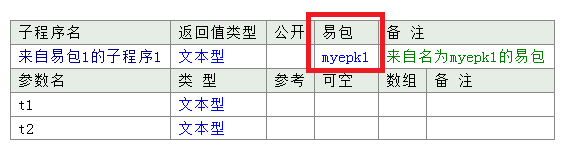 子程序名 返回值类型 公开 易包 备 注
来自易包1的子程序1 文本型 myepk1 来自名为myepk1的易包
参数名 类 型 参考 可空 数组 备 注
t1 文本型
t2 文本型